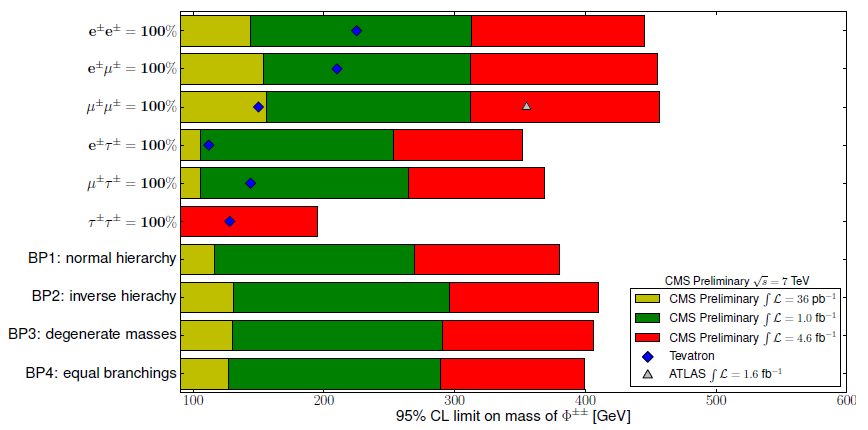 e±e± = 100%
e±μ± = 100%
μ±μ± = 100%
e±τ± = 100%
μ±τ± = 100%
τ±τ± = 100%
BP1: normal hierarchy
BP2: inverse hierachy
BP3: degenerate masses
BP4: equal branchings
CMS Preliminary √s = 7 TeV
CMS Preliminary ∫ℒ = 36 pb⁻¹
CMS Preliminary ∫ℒ = 1.0 fb⁻¹
CMS Preliminary ∫ℒ = 4.6 fb⁻¹
Tevatron
ATLAS ∫ℒ = 1.6 fb⁻¹
100 200 300 400 500 600
95% CL limit on mass of Φ±± [GeV]